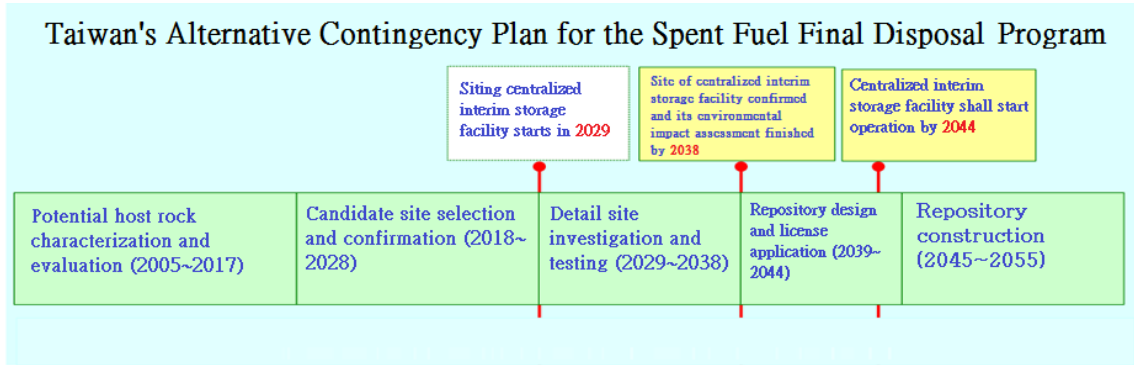 Taiwan's Alternative Contingency Plan for the Spent Fuel Final Disposal Program
Siting centralized
interim storage
facility starts in 2029
Site of centralized interim
storage facility confirmed
and its environmental
impact assessment finished
by 2038
Centralized interim
storage facility shall start
operation by 2044
Potential host rock
characterization and
evaluation (2005~2017)
Candidate site selection
and confirmation (2018~
2028)
Detail site
investigation and
testing (2029~2038)
Repository design
and license
application (2039~
2044)
Repository
construction
(2045~2055)